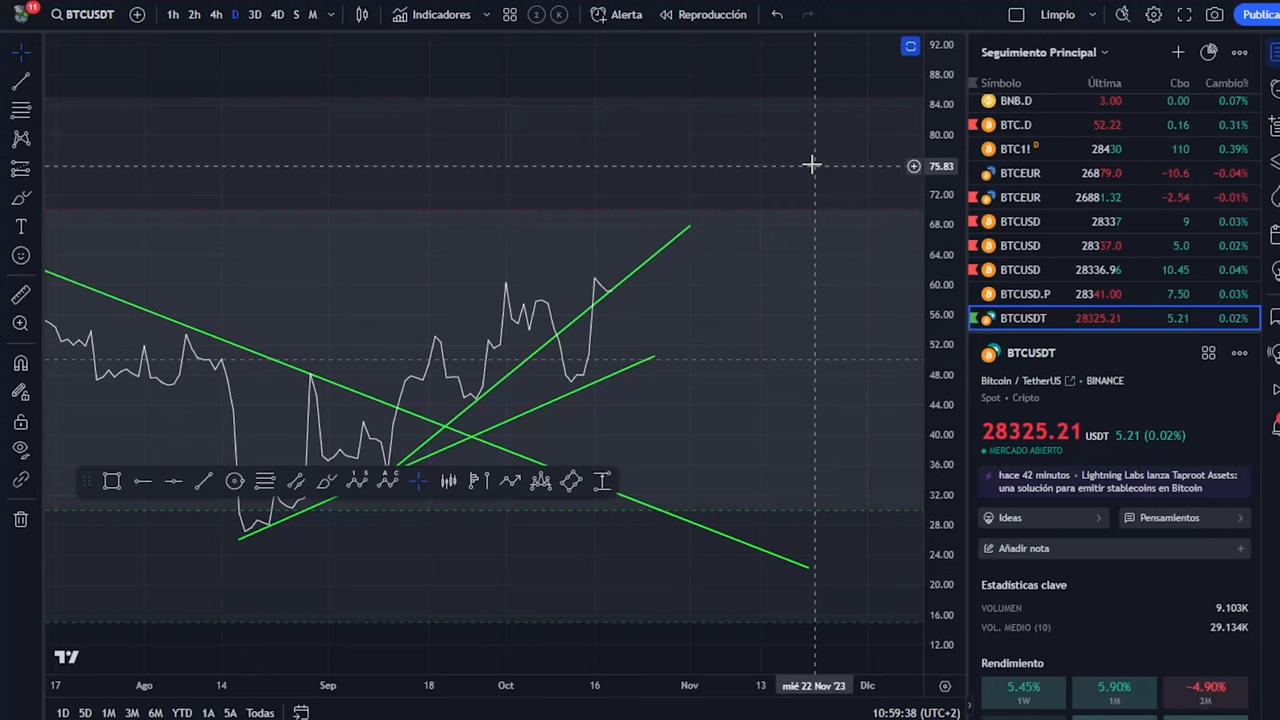 11
BTCUSDT
1h 2h 4h D 3D 4D S M
Indicadores
2 K
Alerta
Reproducción
Limpio
Publica
92.00
88.00
84.00
80.00
75.83
72.00
68.00
64.00
60.00
56.00
52.00
48.00
44.00
40.00
36.00
32.00
28.00
24.00
20.00
16.00
12.00
17 Ago 14 Sep 18 Oct 16 Nov 13 mié 22 Nov '23 Dic
1D 5D 1M 3M 6M YTD 1A 5A Todas
10:59:38 (UTC+2)
Seguimiento Principal
Símbolo Última Cbo Cambio%
BNB.D 3.00 0.00 0.07%
BTC.D 52.22 0.16 0.31%
BTC1! D 28430 110 0.39%
BTCEUR 26879.0 −10.6 −0.04%
BTCEUR 26881.32 −2.54 −0.01%
BTCUSD 28337 9 0.03%
BTCUSD 28337.0 5.0 0.02%
BTCUSD 28336.96 10.45 0.04%
BTCUSD.P 28341.00 7.50 0.03%
BTCUSDT 28325.21 5.21 0.02%
BTCUSDT
Bitcoin / TetherUS • BINANCE
Spot • Cripto
28325.21 USDT 5.21 (0.02%)
MERCADO ABIERTO
hace 42 minutos • Lightning Labs lanza Taproot Assets:
una solución para emitir stablecoins en Bitcoin
Ideas
Pensamientos
Añadir nota
Estadísticas clave
VOLUMEN 9.103K
VOL. MEDIO (10) 29.134K
Rendimiento
5.45% 5.90% −4.90%
1W 1M 3M